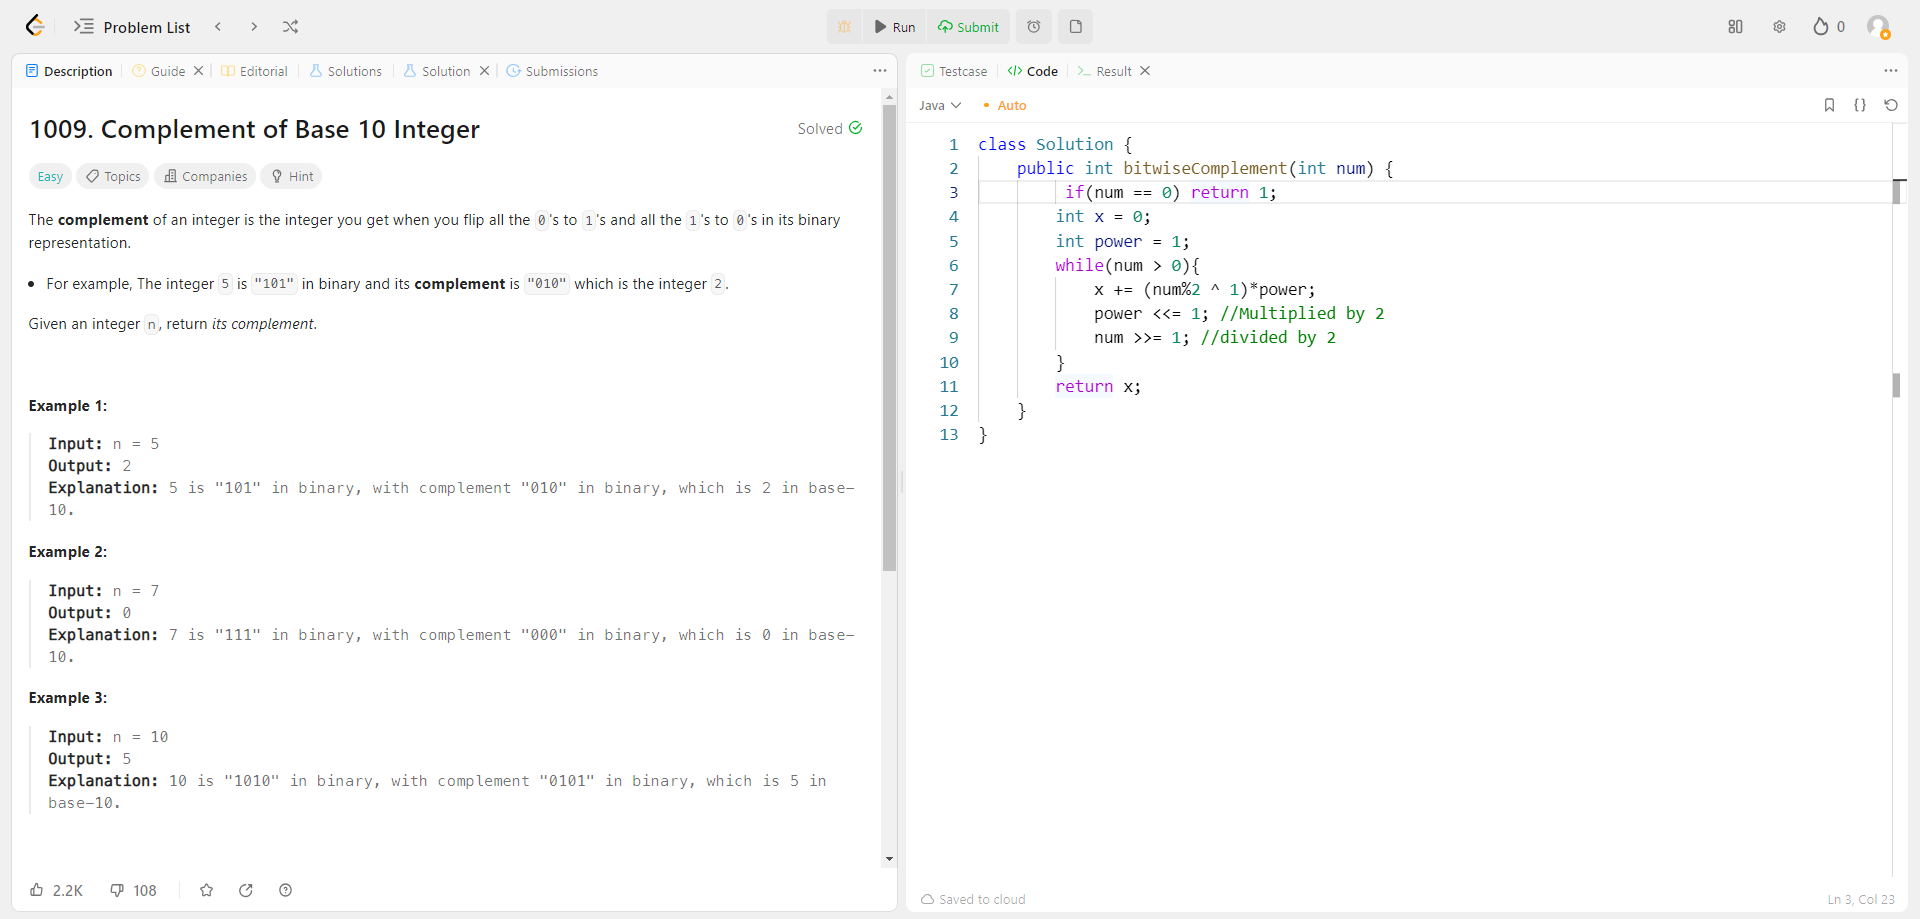 Problem List
Run
Submit
0
Description
Guide
Editorial
Solutions
Solution
Submissions
1009. Complement of Base 10 Integer
Solved
Easy
Topics
Companies
Hint
The complement of an integer is the integer you get when you flip all the 0's to 1's and all the 1's to 0's in its binary
representation.
• For example, The integer 5 is "101" in binary and its complement is "010" which is the integer 2.
Given an integer n, return its complement.
Example 1:
Input: n = 5
Output: 2
Explanation: 5 is "101" in binary, with complement "010" in binary, which is 2 in base-
10.
Example 2:
Input: n = 7
Output: 0
Explanation: 7 is "111" in binary, with complement "000" in binary, which is 0 in base-
10.
Example 3:
Input: n = 10
Output: 5
Explanation: 10 is "1010" in binary, with complement "0101" in binary, which is 5 in
base-10.
2.2K
108
Testcase
Code
Result
Java
Auto
1 class Solution {
2     public int bitwiseComplement(int num) {
3          if(num == 0) return 1;
4         int x = 0;
5         int power = 1;
6         while(num > 0){
7             x += (num%2 ^ 1)*power;
8             power <<= 1; //Multiplied by 2
9             num >>= 1; //divided by 2
10         }
11         return x;
12     }
13 }
Saved to cloud
Ln 3, Col 23